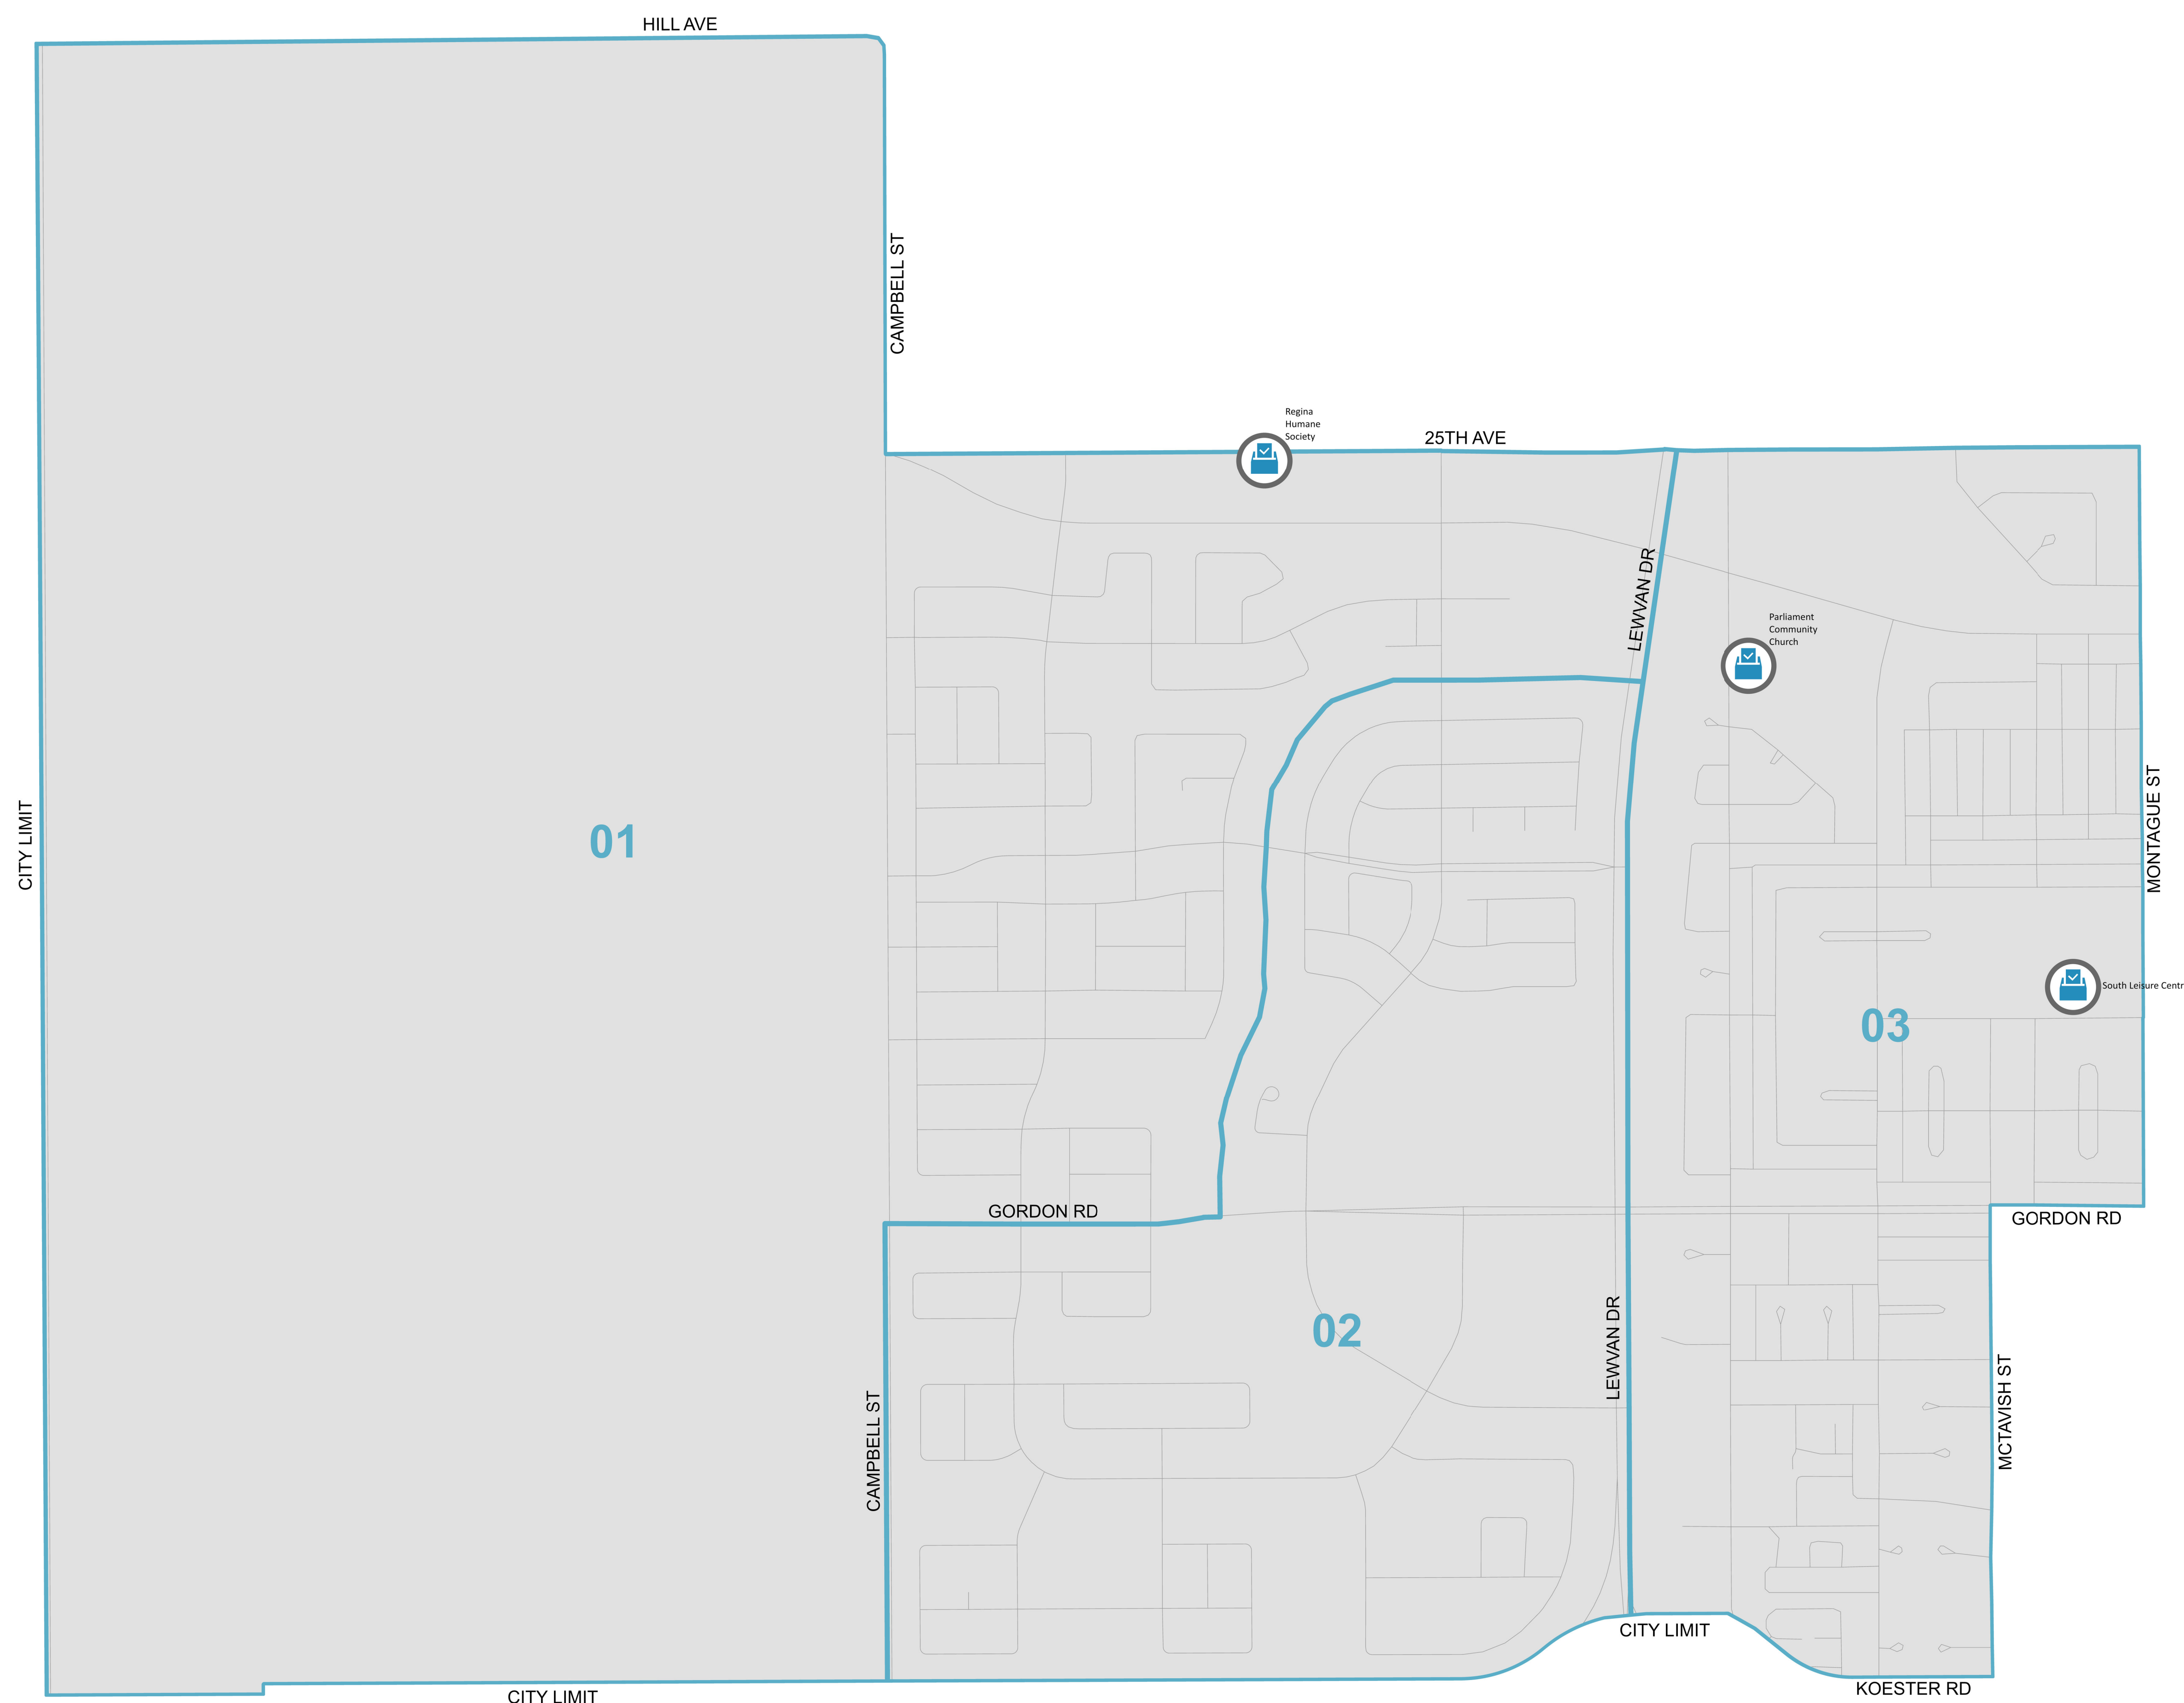 HILL AVE
CAMPBELL ST
Regina
Humane
Society
25TH AVE
LEWVAN DR
Parliament
Community
Church
CITY LIMIT
01
MONTAGUE ST
South Leisure Centr
03
GORDON RD
GORDON RD
02
LEWVAN DR
CAMPBELL ST
MCTAVISH ST
CITY LIMIT
KOESTER RD
CITY LIMIT